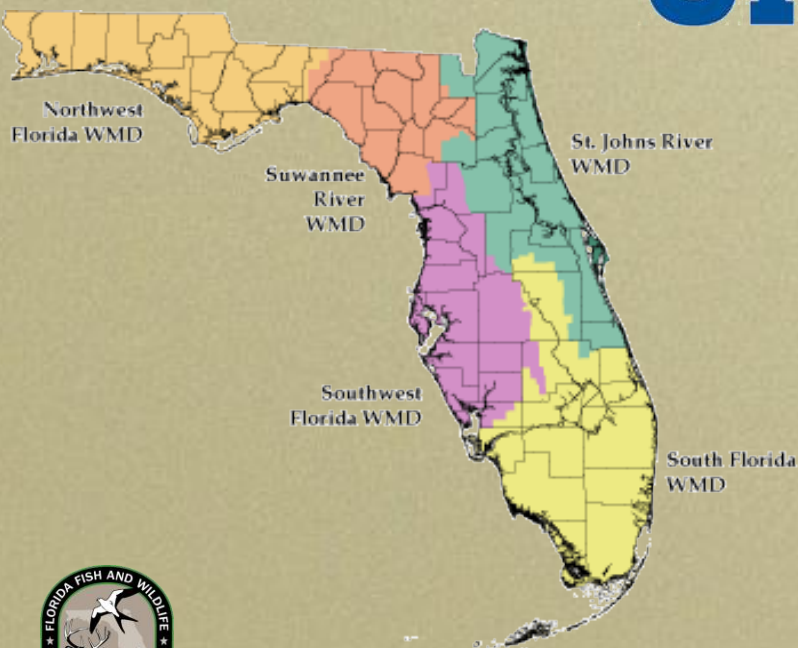 Northwest
Florida WMD
St. Johns River
WMD
Suwannee
River
WMD
Southwest
Florida WMD
South Florida
WMD
FLORIDA FISH AND WILDLIFE